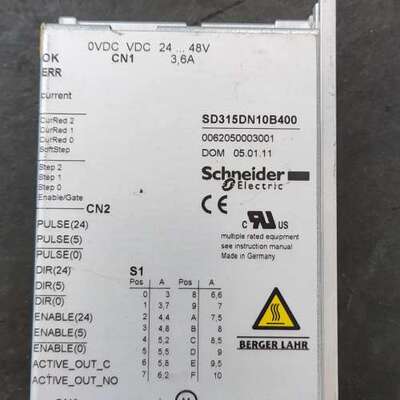 0VDC VDC 24 ... 48V
OK CN1 3,6A
ERR
current
CurRed 2
CurRed 1
CurRed 0
SoftStep
Step 2
Step 1
Step 0
Enable/Gate
CN2
PULSE(24)
PULSE(5)
PULSE(0)
DIR(24)
DIR(5)
DIR(0)
ENABLE(24)
ENABLE(5)
ENABLE(0)
ACTIVE_OUT_C
ACTIVE_OUT_NO
SD315DN10B400
0062050003001
DOM 05.01.11
Schneider
Electric
CE
c UL US
multiple rated equipment
see instruction manual
Made in Germany
S1
Pos A Pos A
0 3 8 6,6
1 3,7 9 7
2 4,4 A 7,5
3 4,8 B 8
4 5,2 C 8,5
5 5,5 D 9
6 5,8 E 9,5
7 6,2 F 10
BERGER LAHR